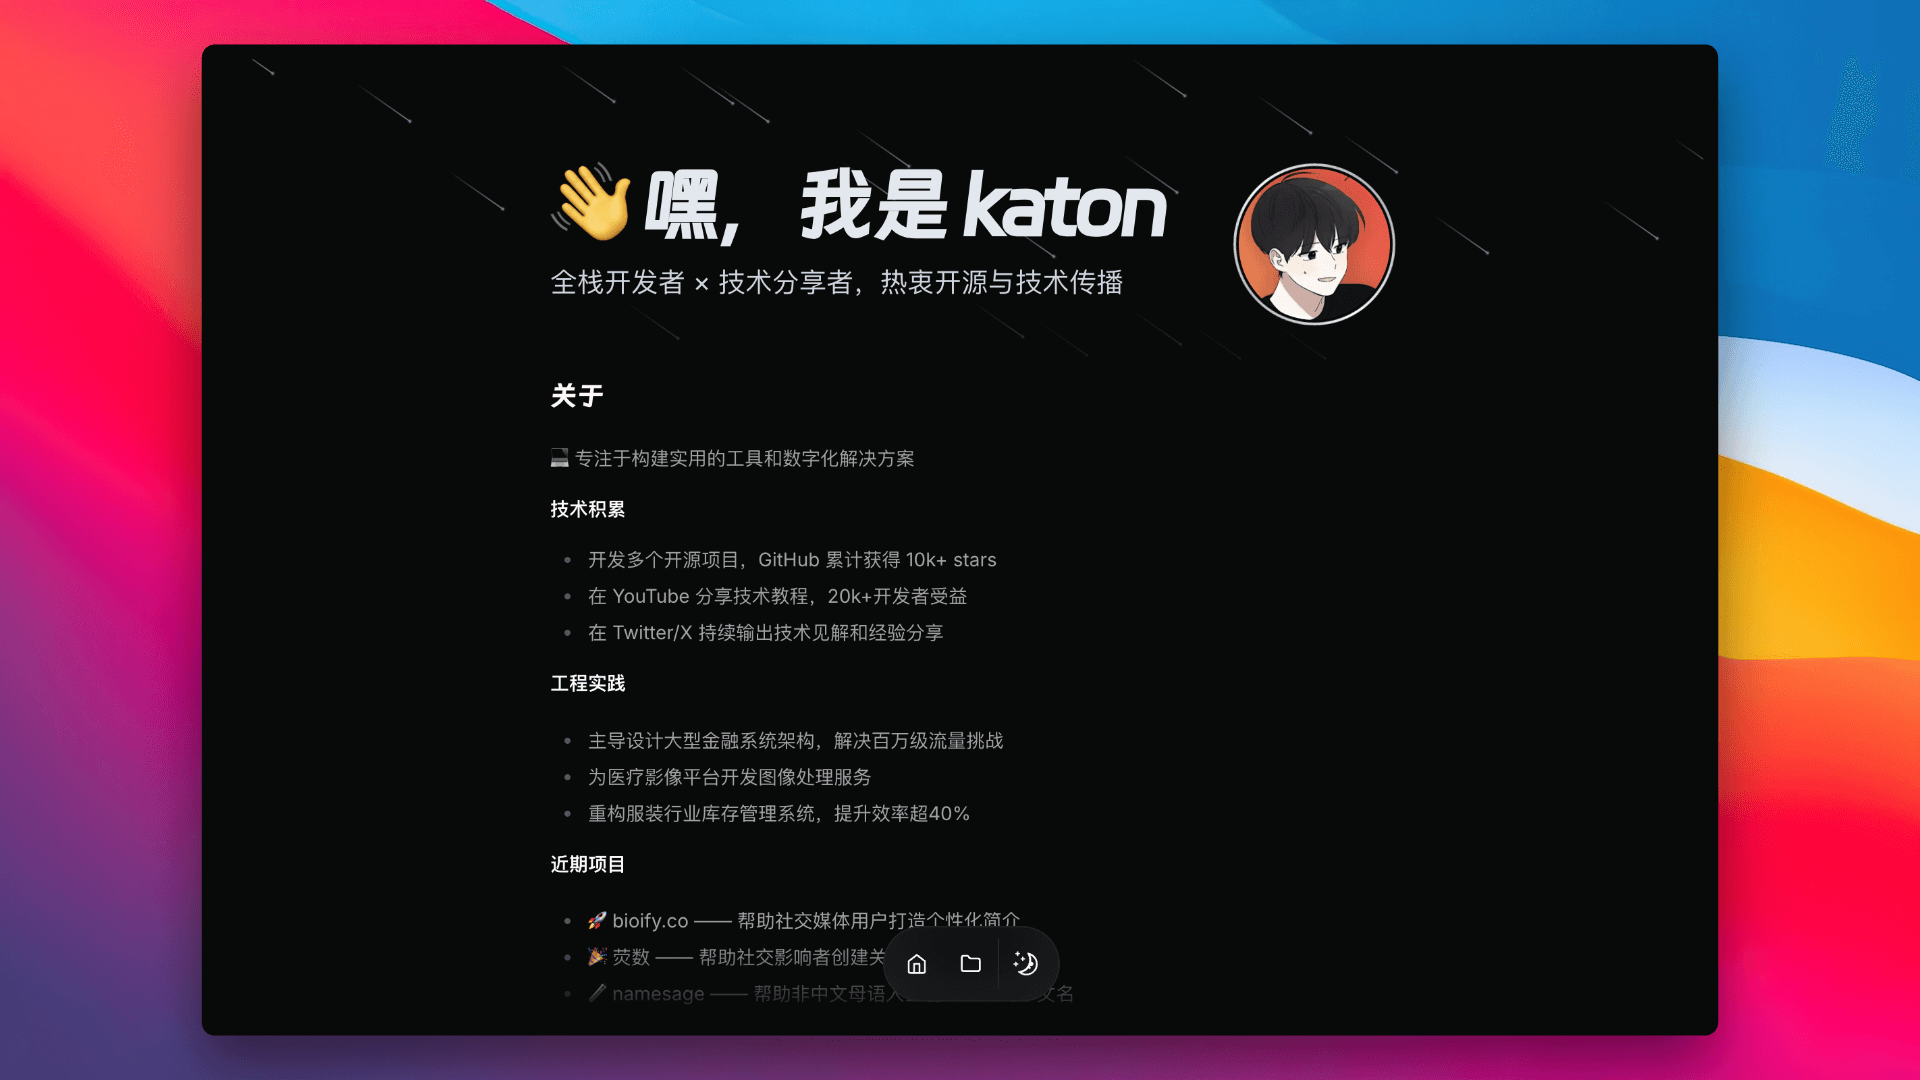 👋 嘿， 我是 katon
全栈开发者 × 技术分享者，热衷开源与技术传播
关于
💻 专注于构建实用的工具和数字化解决方案
技术积累
• 开发多个开源项目，GitHub 累计获得 10k+ stars
• 在 YouTube 分享技术教程，20k+开发者受益
• 在 Twitter/X 持续输出技术见解和经验分享
工程实践
• 主导设计大型金融系统架构，解决百万级流量挑战
• 为医疗影像平台开发图像处理服务
• 重构服装行业库存管理系统，提升效率超40%
近期项目
• 🚀 bioify.co —— 帮助社交媒体用户打造个性化简介
• 🎉 荧数 —— 帮助社交影响者创建关
• namesage —— 帮助非中文母语人 文名